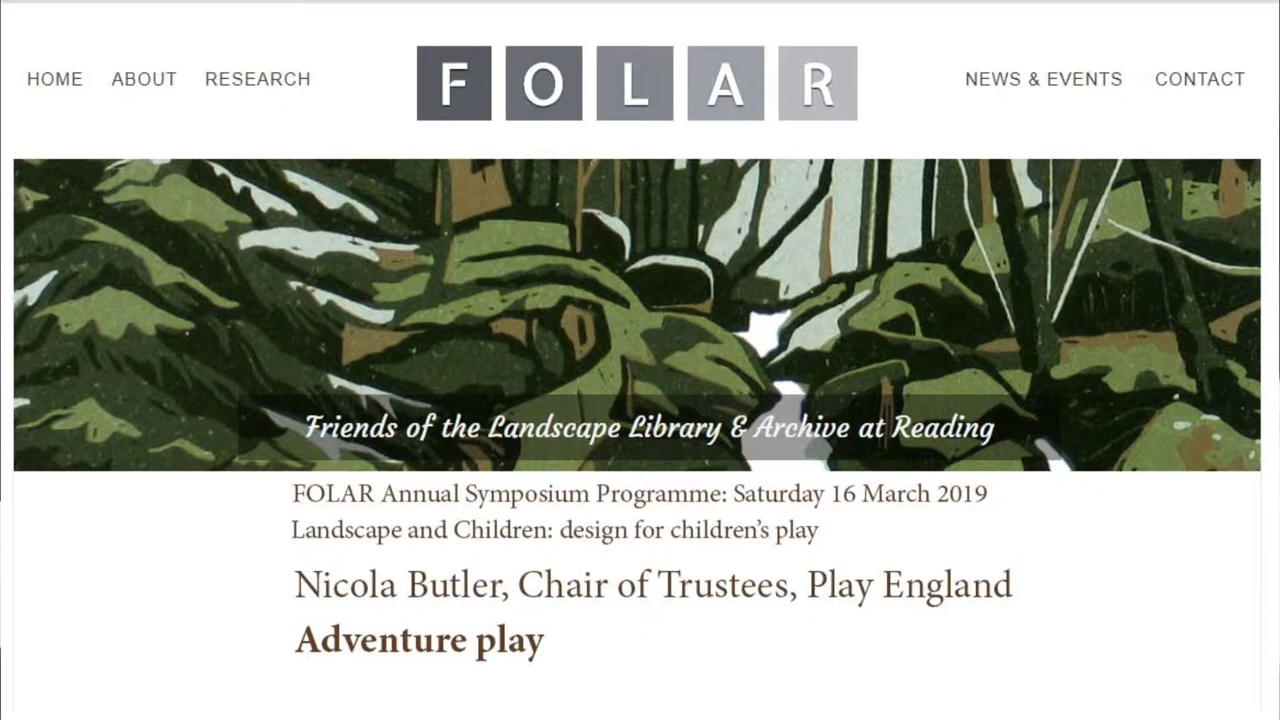 HOME ABOUT RESEARCH FOLAR NEWS & EVENTS CONTACT
Friends of the Landscape Library & Archive at Reading
FOLAR Annual Symposium Programme: Saturday 16 March 2019
Landscape and Children: design for children’s play
Nicola Butler, Chair of Trustees, Play England
Adventure play